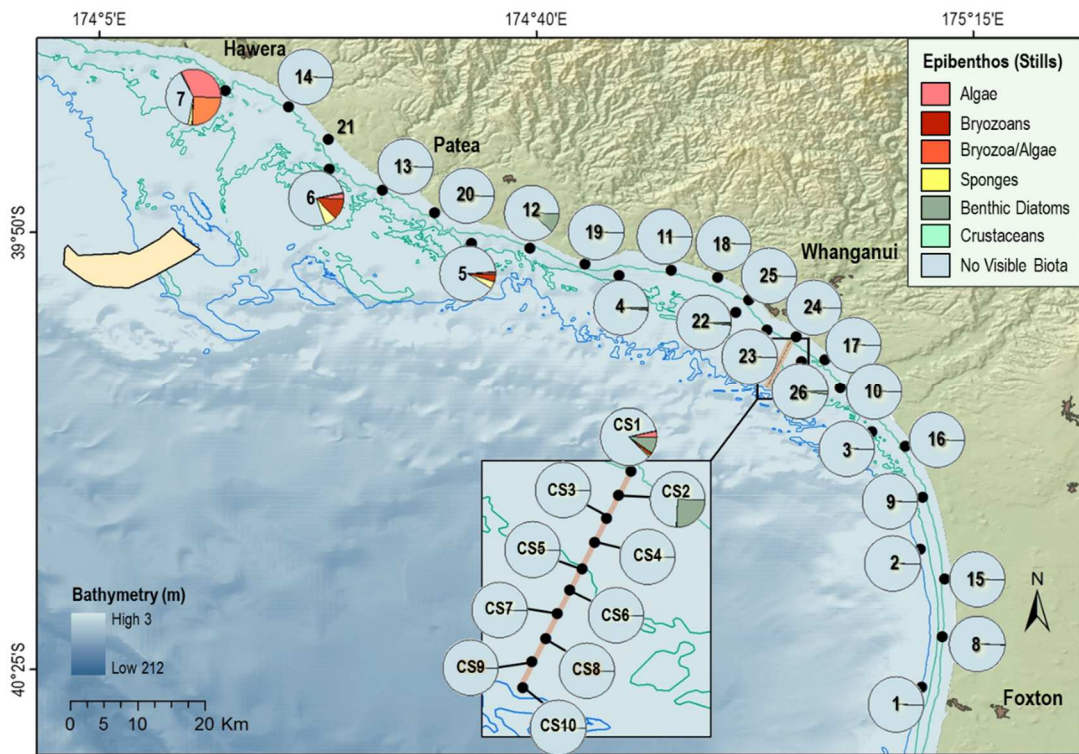 174°5'E
174°40'E
175°15'E
39°50'S
40°25'S
Hawera
Patea
Whanganui
Foxton
7
14
21
13
6
20
12
5
19
11
18
25
4
22
24
23
17
26
10
3
16
9
2
15
8
1
CS1
CS2
CS3
CS4
CS5
CS6
CS7
CS8
CS9
CS10
Epibenthos (Stills)
Algae
Bryozoans
Bryozoa/Algae
Sponges
Benthic Diatoms
Crustaceans
No Visible Biota
Bathymetry (m)
High 3
Low 212
0 5 10 20 Km
N